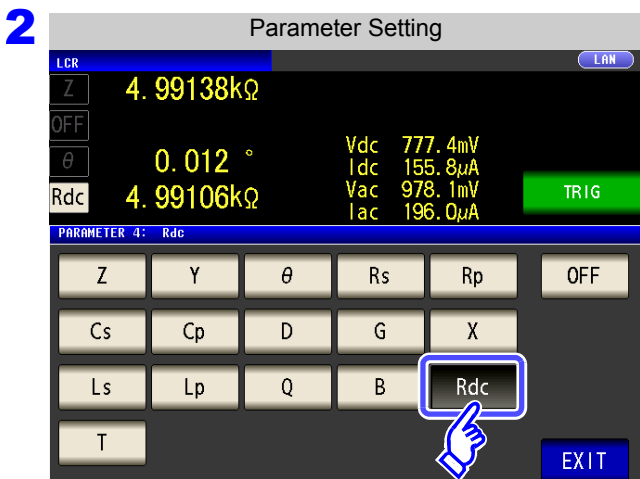 2
Parameter Setting
LCR LAN
Z 4.99138kΩ
OFF
θ 0.012 °
Rdc 4.99106kΩ
Vdc 777.4mV
Idc 155.8μA
Vac 978.1mV
Iac 196.0μA
TRIG
PARAMETER 4: Rdc
Z Y θ Rs Rp OFF
Cs Cp D G X
Ls Lp Q B Rdc
T
EXIT